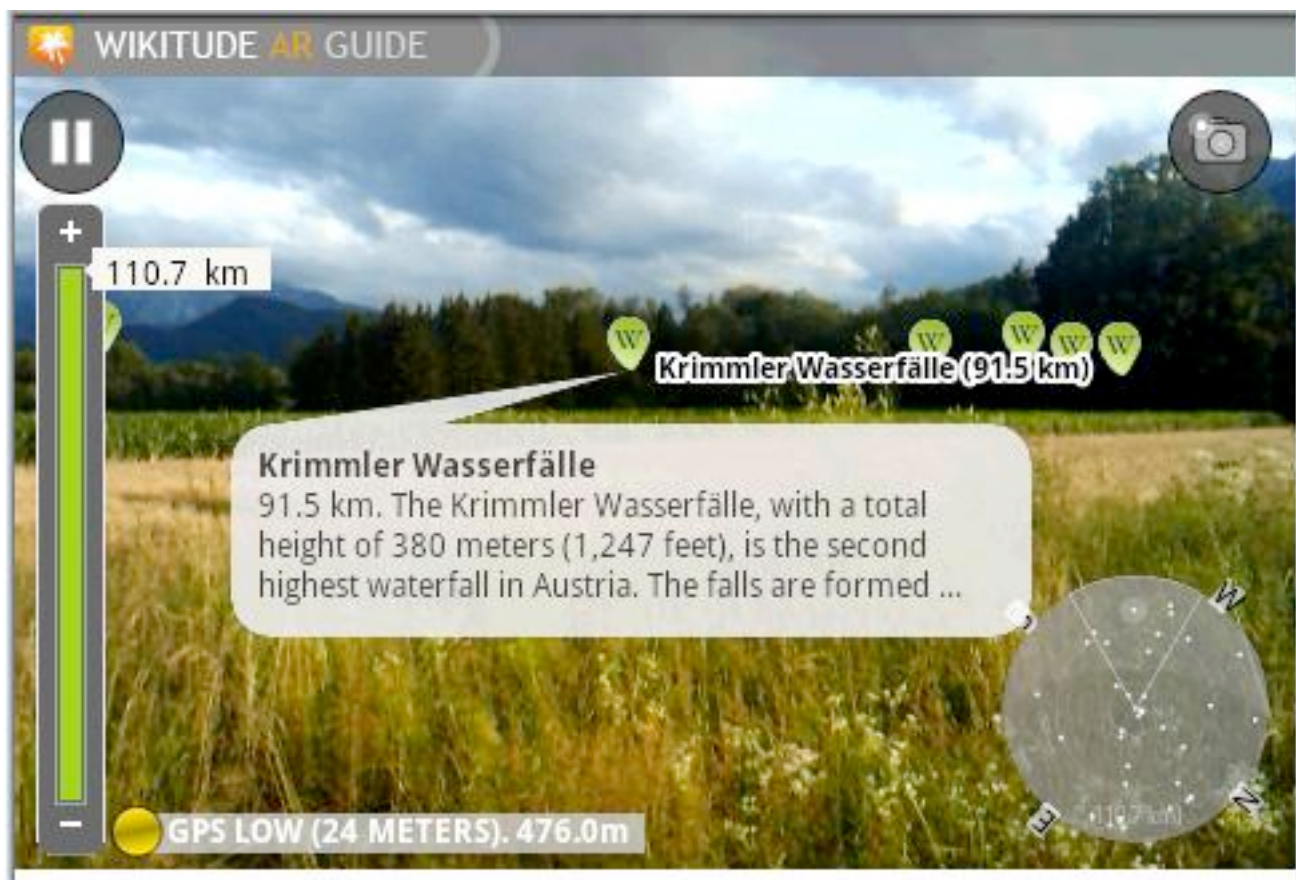 WIKITUDE AR GUIDE
+
110.7 km
W
W W W W W
Krimmler Wasserfälle (91.5 km)
Krimmler Wasserfälle
91.5 km. The Krimmler Wasserfälle, with a total
height of 380 meters (1,247 feet), is the second
highest waterfall in Austria. The falls are formed ...
W
N
E
–
GPS LOW (24 METERS). 476.0m